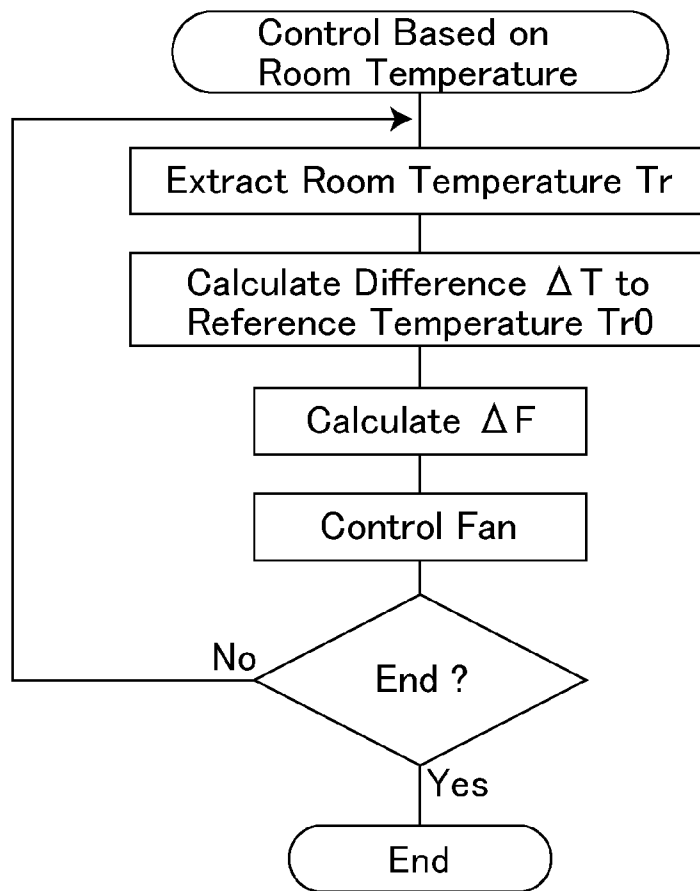 Control Based on
Room Temperature
Extract Room Temperature Tr
Calculate Difference ΔT to
Reference Temperature Tr0
Calculate ΔF
Control Fan
No
End ?
Yes
End